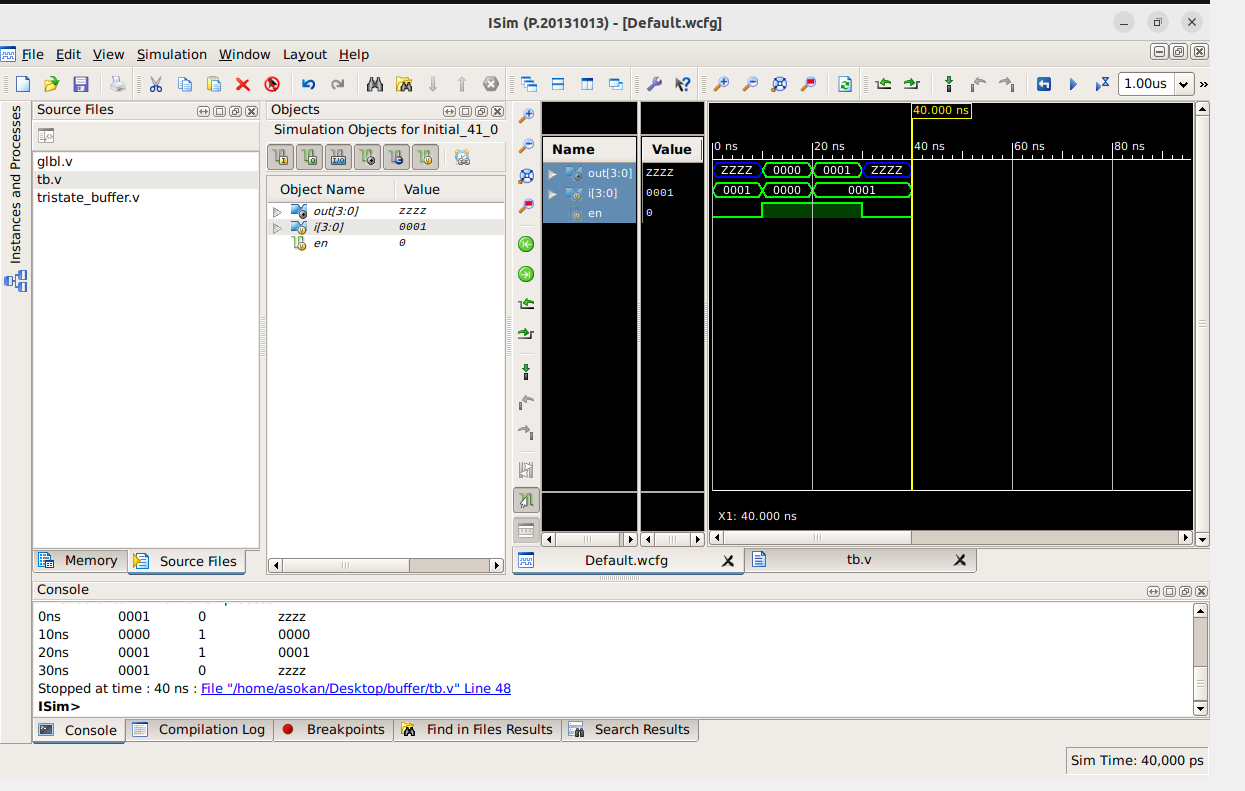 ISim (P.20131013) - [Default.wcfg]
File Edit View Simulation Window Layout Help
1.00us »
Instances and Processes
Source Files
glbl.v
tb.v
tristate_buffer.v
Memory Source Files
Objects
Simulation Objects for Initial_41_0
Object Name Value
out[3:0] zzzz
i[3:0] 0001
en 0
Name Value
out[3:0] ZZZZ
i[3:0] 0001
en 0
40.000 ns
0 ns 20 ns 40 ns 60 ns 80 ns
ZZZZ 0000 0001 ZZZZ
0001 0000 0001
X1: 40.000 ns
Default.wcfg tb.v
Console
0ns 0001 0 zzzz
10ns 0000 1 0000
20ns 0001 1 0001
30ns 0001 0 zzzz
Stopped at time : 40 ns : File "/home/asokan/Desktop/buffer/tb.v" Line 48
ISim>
Console Compilation Log Breakpoints Find in Files Results Search Results
Sim Time: 40,000 ps